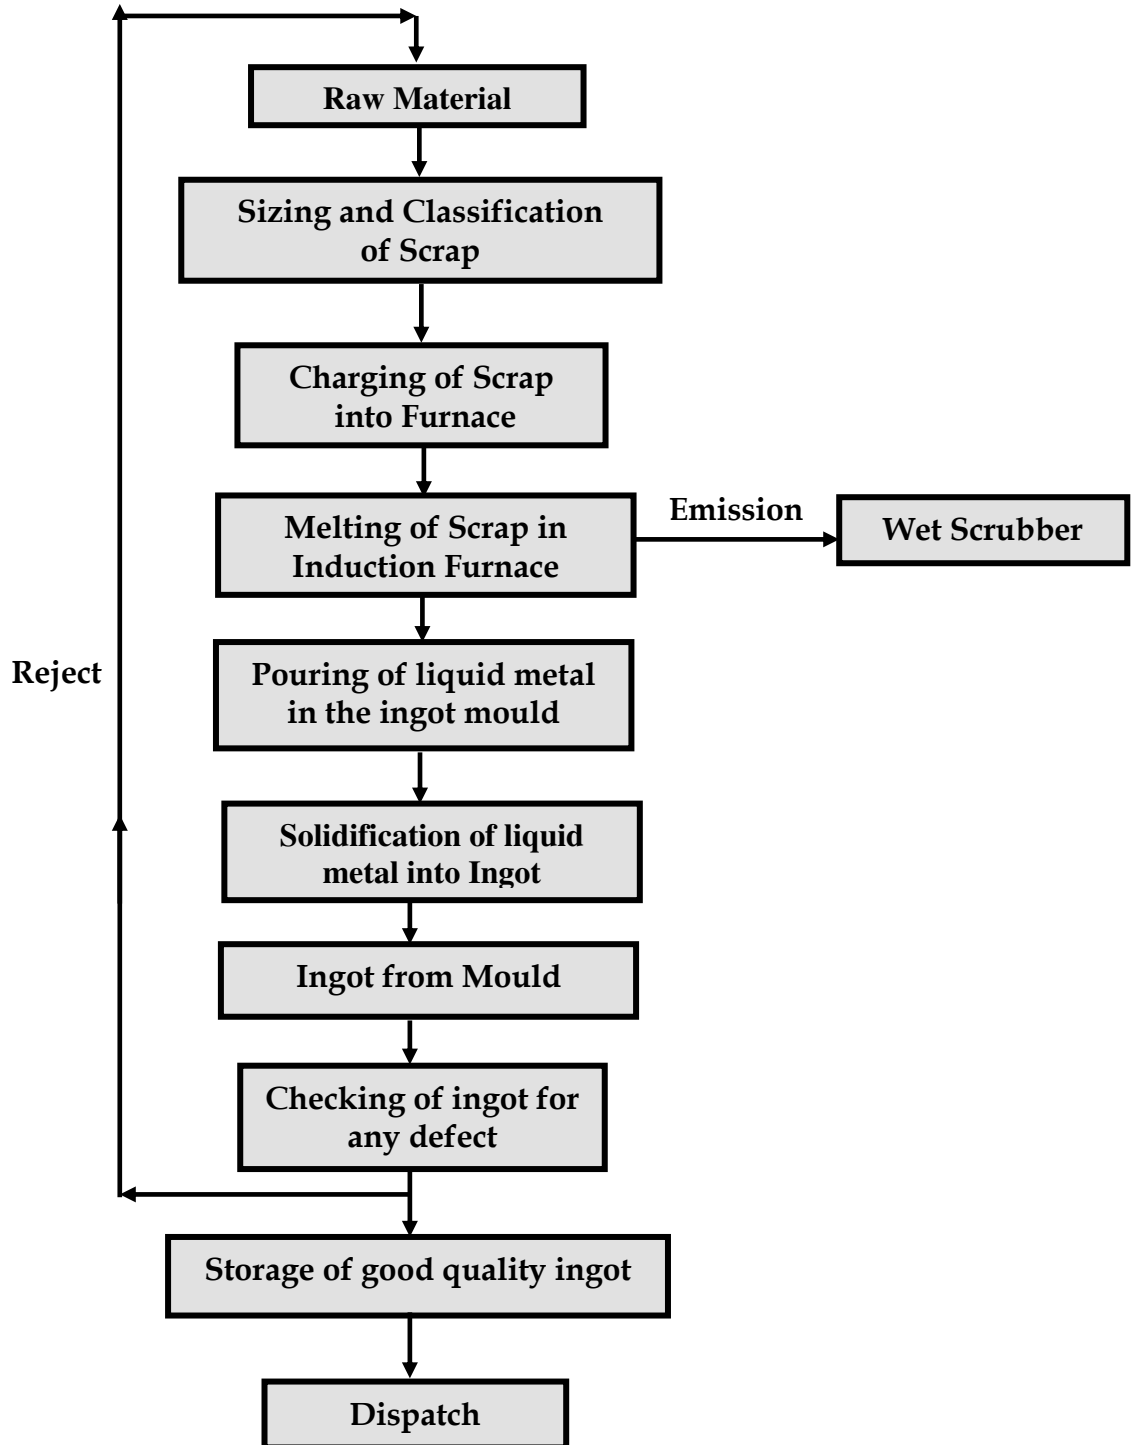 Raw Material
Sizing and Classification
of Scrap
Charging of Scrap
into Furnace
Melting of Scrap in
Induction Furnace
Emission
Wet Scrubber
Reject
Pouring of liquid metal
in the ingot mould
Solidification of liquid
metal into Ingot
Ingot from Mould
Checking of ingot for
any defect
Storage of good quality ingot
Dispatch